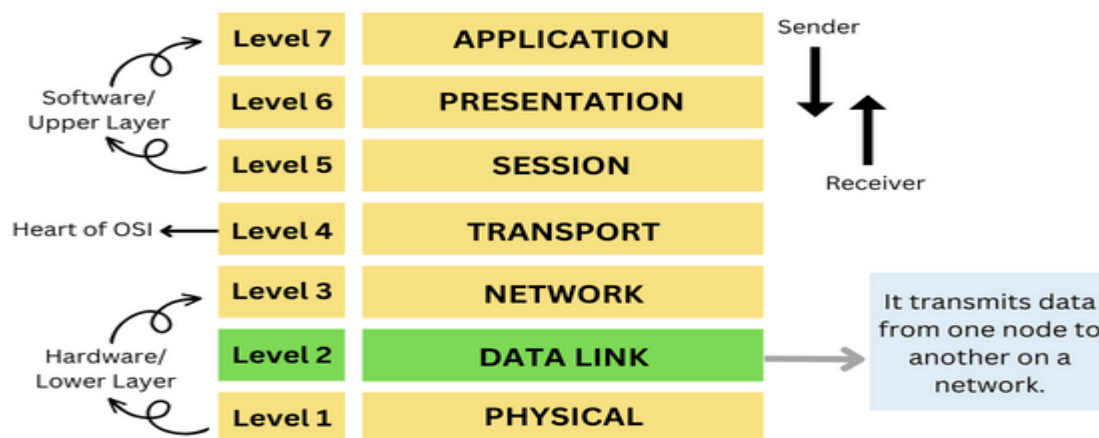 Level 7 APPLICATION
Level 6 PRESENTATION
Level 5 SESSION
Level 4 TRANSPORT
Level 3 NETWORK
Level 2 DATA LINK
Level 1 PHYSICAL
Software/
Upper Layer
Heart of OSI
Hardware/
Lower Layer
Sender
Receiver
It transmits data
from one node to
another on a
network.